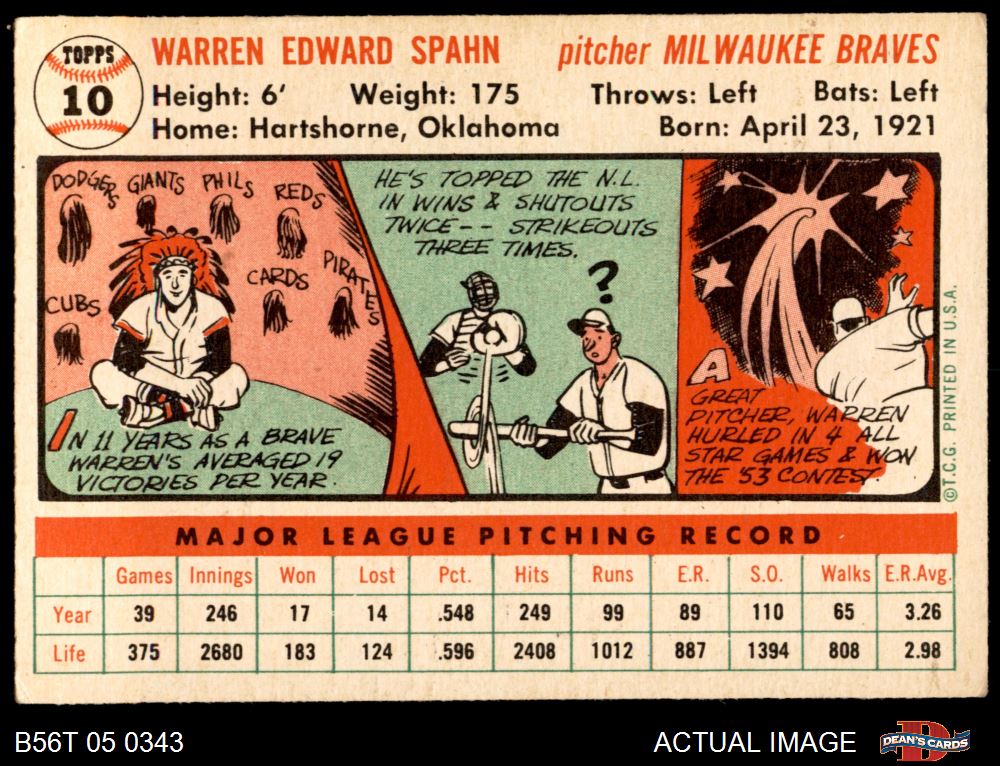 TOPPS
10
WARREN EDWARD SPAHN pitcher MILWAUKEE BRAVES
Height: 6' Weight: 175 Throws: Left Bats: Left
Home: Hartshorne, Oklahoma Born: April 23, 1921
DODGERS GIANTS PHILS REDS
CUBS CARDS PIRATES
IN 11 YEARS AS A BRAVE
WARREN'S AVERAGED 19
VICTORIES PER YEAR.
HE'S TOPPED THE N.L.
IN WINS & SHUTOUTS
TWICE-- STRIKEOUTS
THREE TIMES.
?
A
GREAT
PITCHER, WARREN
HURLED IN 4 ALL
STAR GAMES & WON
THE '53 CONTEST.
©T.C.G. PRINTED IN U.S.A.
MAJOR LEAGUE PITCHING RECORD
Games Innings Won Lost Pct. Hits Runs E.R. S.O. Walks E.R.Avg.
Year 39 246 17 14 .548 249 99 89 110 65 3.26
Life 375 2680 183 124 .596 2408 1012 887 1394 808 2.98
B56T 05 0343 ACTUAL IMAGE D DEAN'S CARDS